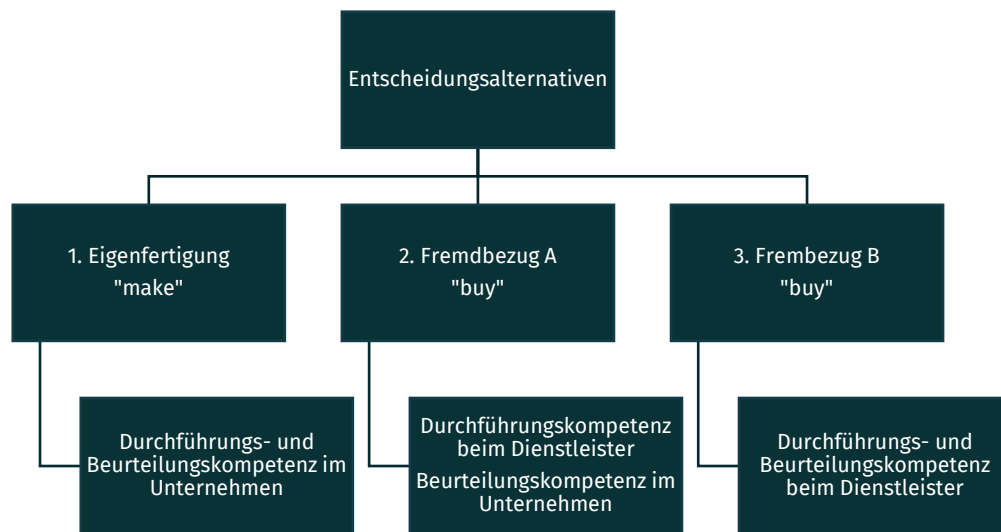 Entscheidungsalternativen
1. Eigenfertigung
"make"
2. Fremdbezug A
"buy"
3. Frembezug B
"buy"
Durchführungs- und
Beurteilungskompetenz im
Unternehmen
Durchführungskompetenz
beim Dienstleister
Beurteilungskompetenz im
Unternehmen
Durchführungs- und
Beurteilungskompetenz
beim Dienstleister